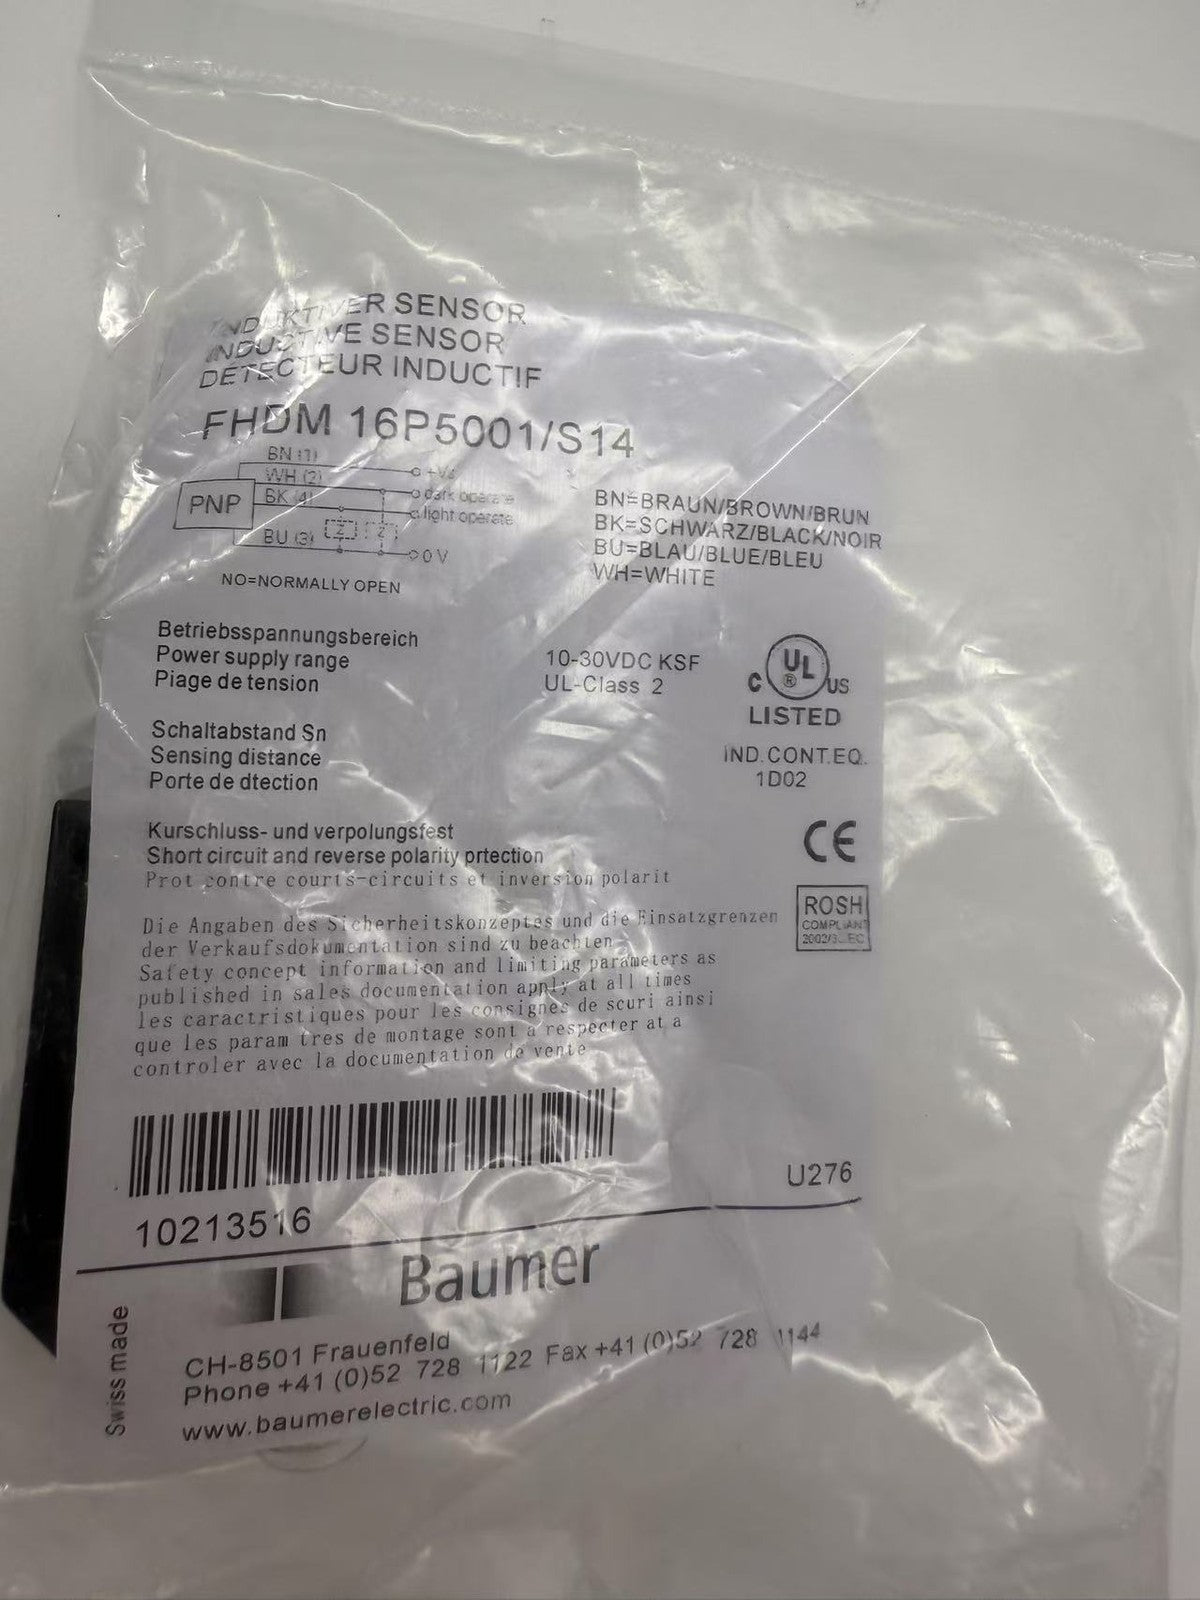 INDUKTIVER SENSOR
INDUCTIVE SENSOR
DETECTEUR INDUCTIF
FHDM 16P5001/S14
BN (1)
WH (2)
BK (4)
BU (3)
PNP
Z
Z
+Vs
dark operate
light operate
0 V
NO=NORMALLY OPEN
BN=BRAUN/BROWN/BRUN
BK=SCHWARZ/BLACK/NOIR
BU=BLAU/BLUE/BLEU
WH=WHITE
Betriebsspannungsbereich
Power supply range
Piage de tension
10-30VDC KSF
UL-Class 2
C UL ® US
LISTED
IND.CONT.EQ.
1D02
Schaltabstand Sn
Sensing distance
Porte de dtection
Kurschluss- und verpolungsfest
Short circuit and reverse polarity prtection
Prot contre courts-circuits et inversion polarit
CE
ROSH
COMPLIANT
Die Angaben des Sicherheitskonzeptes und die Einsatzgrenzen
der Verkaufsdokumentation sind zu beachten
Safety concept information and limiting parameters as
published in sales documentation apply at all times
les caractristiques pour les consignes de scuri ainsi
que les param tres de montage sont a respecter at a
controler avec la documentation de vente
10213516
U276
Baumer
Swiss made
CH-8501 Frauenfeld
Phone +41 (0)52 728 1122 Fax +41 (0)52 728 1144
www.baumerelectric.com